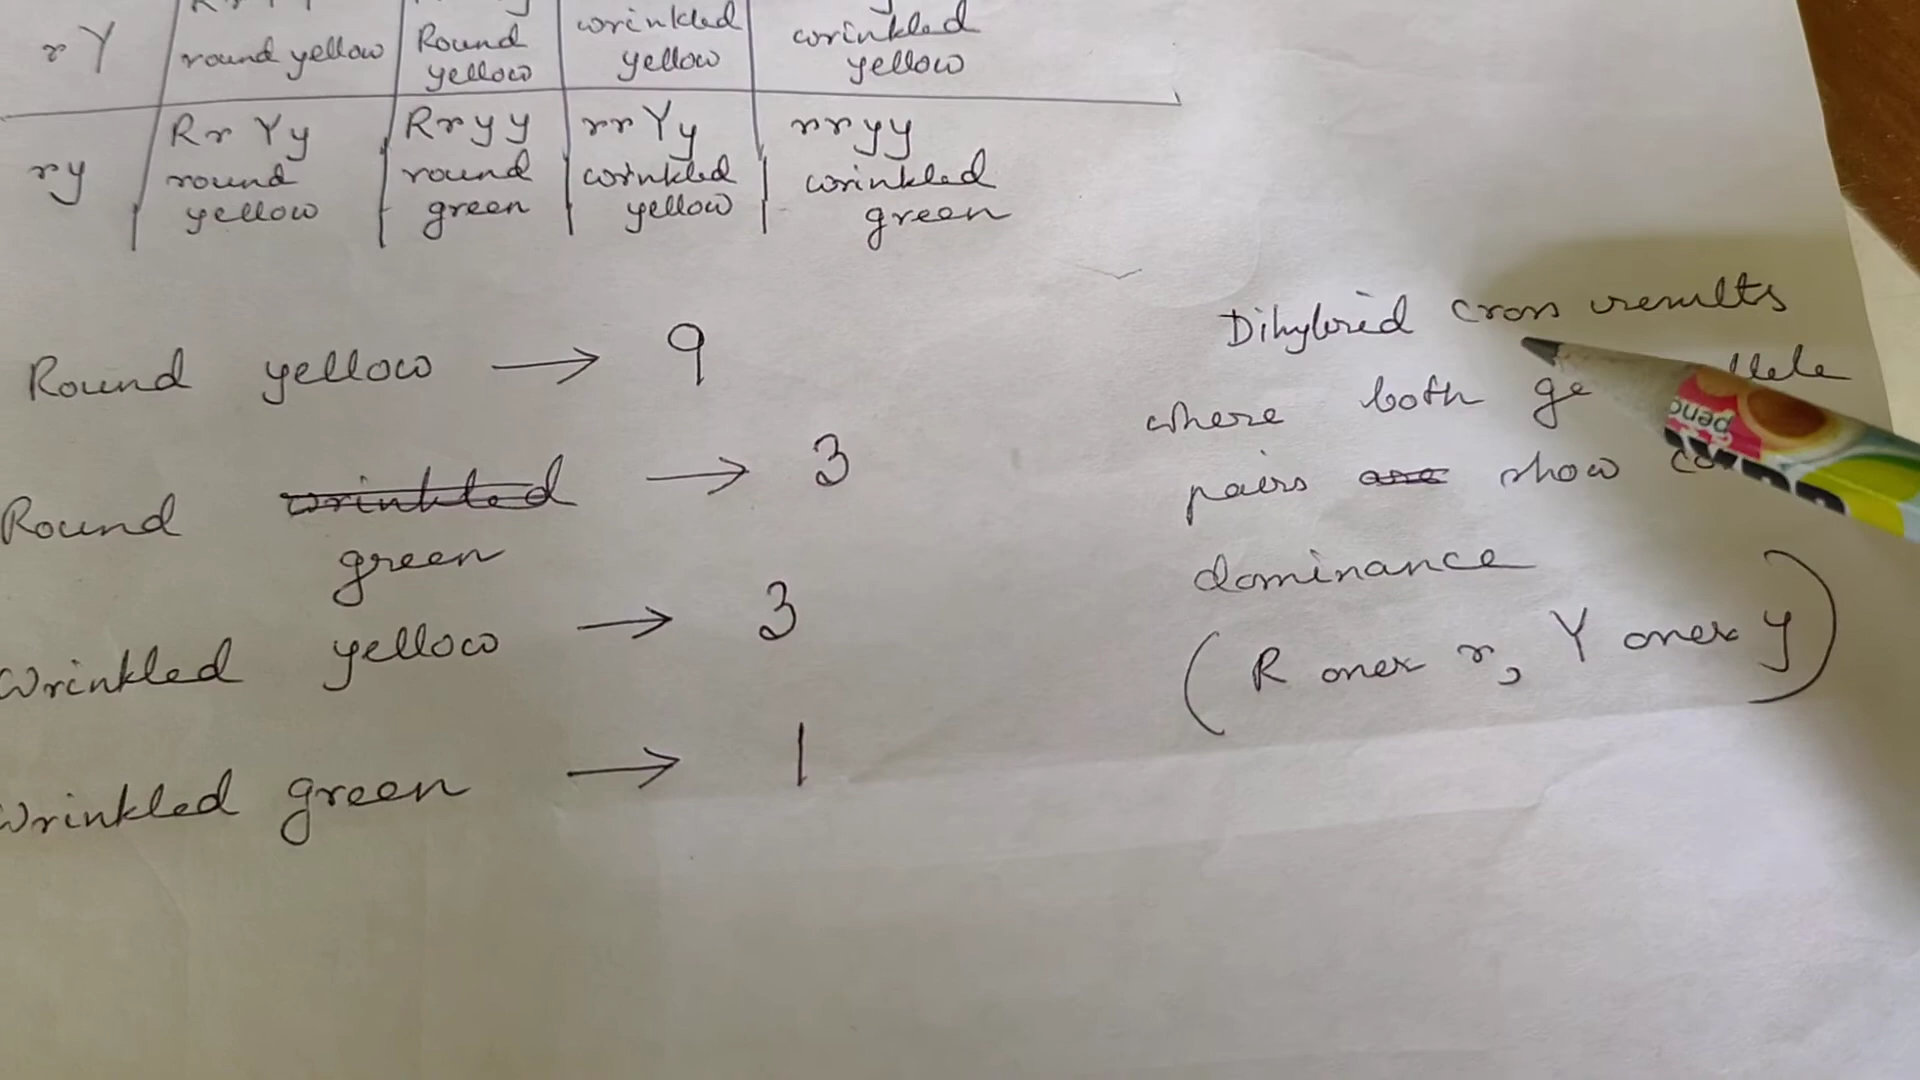 rY
round yellow
Round
yellow
wrinkled
yellow
wrinkled
yellow
ry
Rr Yy
round
yellow
Rryy
round
green
rrYy
wrinkled
yellow
rryy
wrinkled
green
Round yellow → 9
Round wrinkled → 3
green
Wrinkled yellow → 3
Wrinkled green → 1
Dihybrid cross results
where both
pairs are show
dominance
(R over r, Y over y)